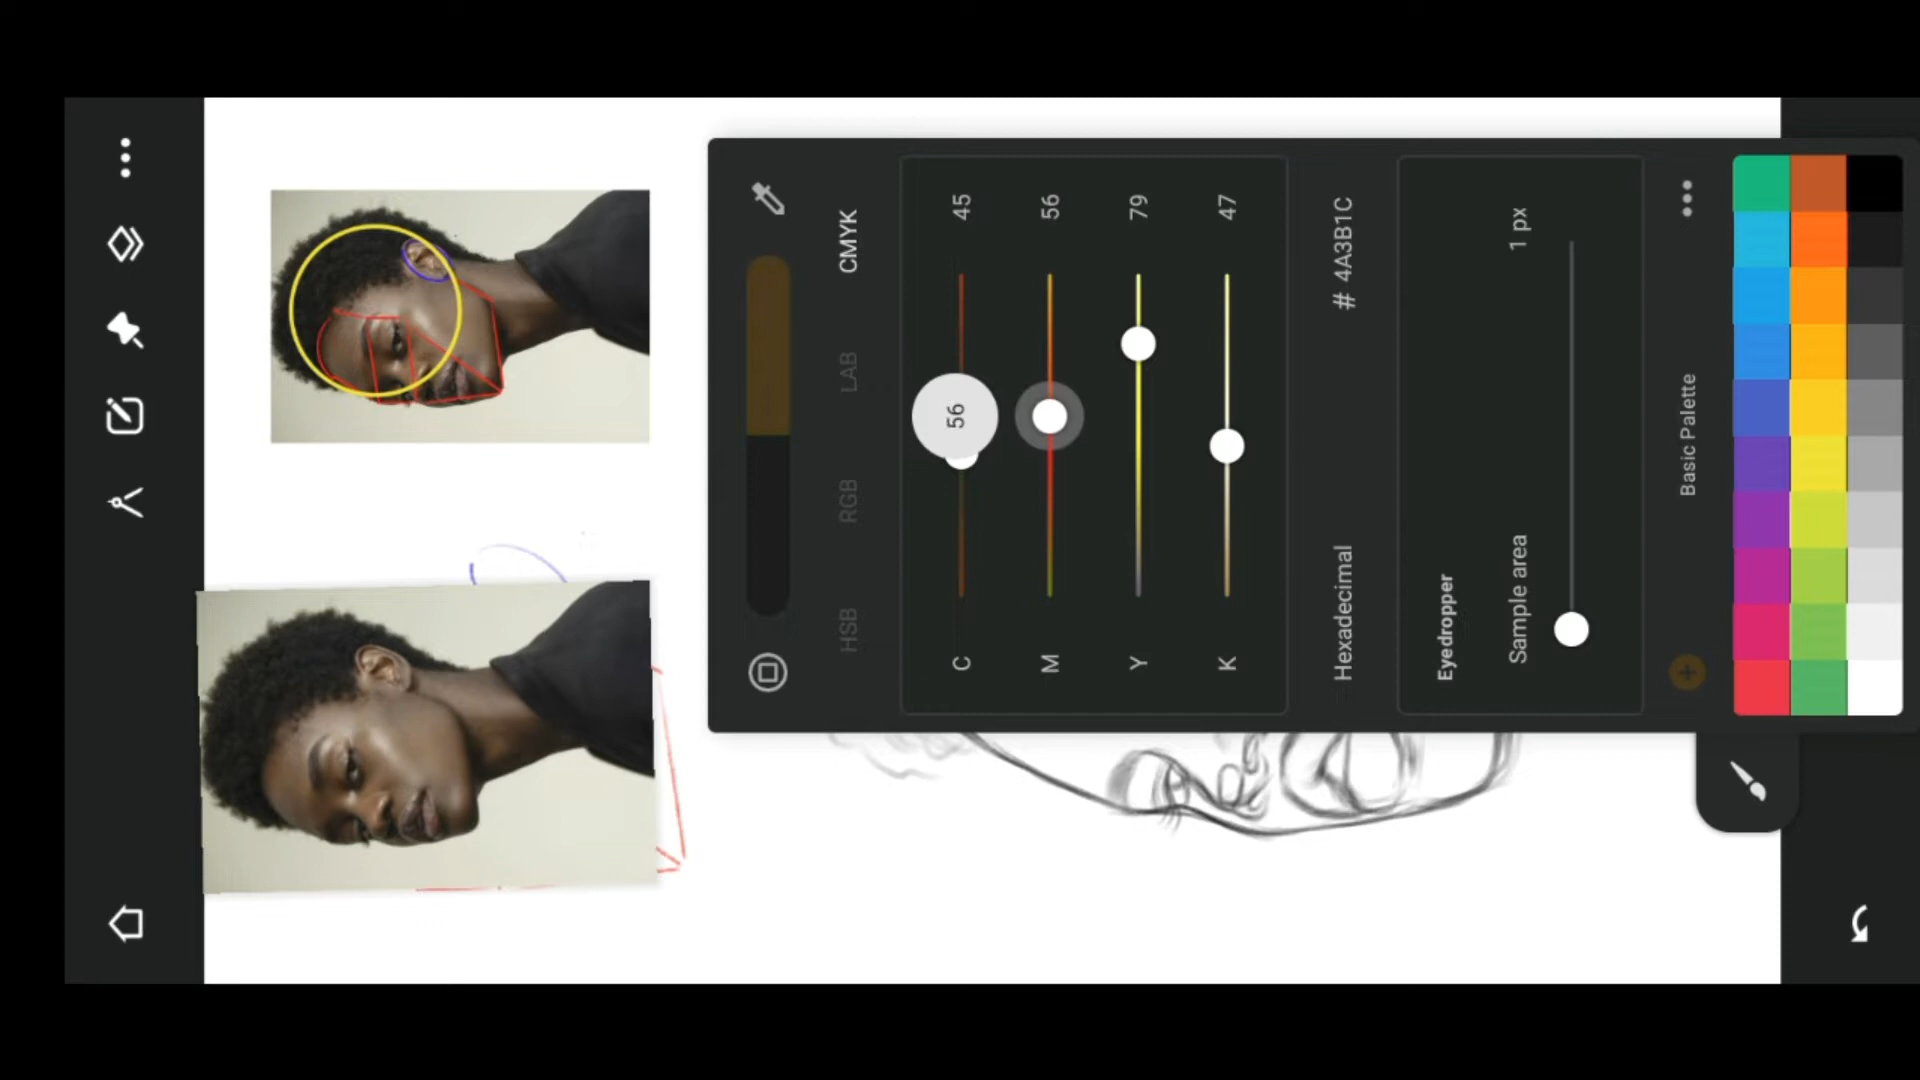 HSB RGB LAB CMYK
C 45
56
M 56
Y 79
K 47
Hexadecimal # 4A3B1C
Eyedropper
Sample area 1 px
Basic Palette